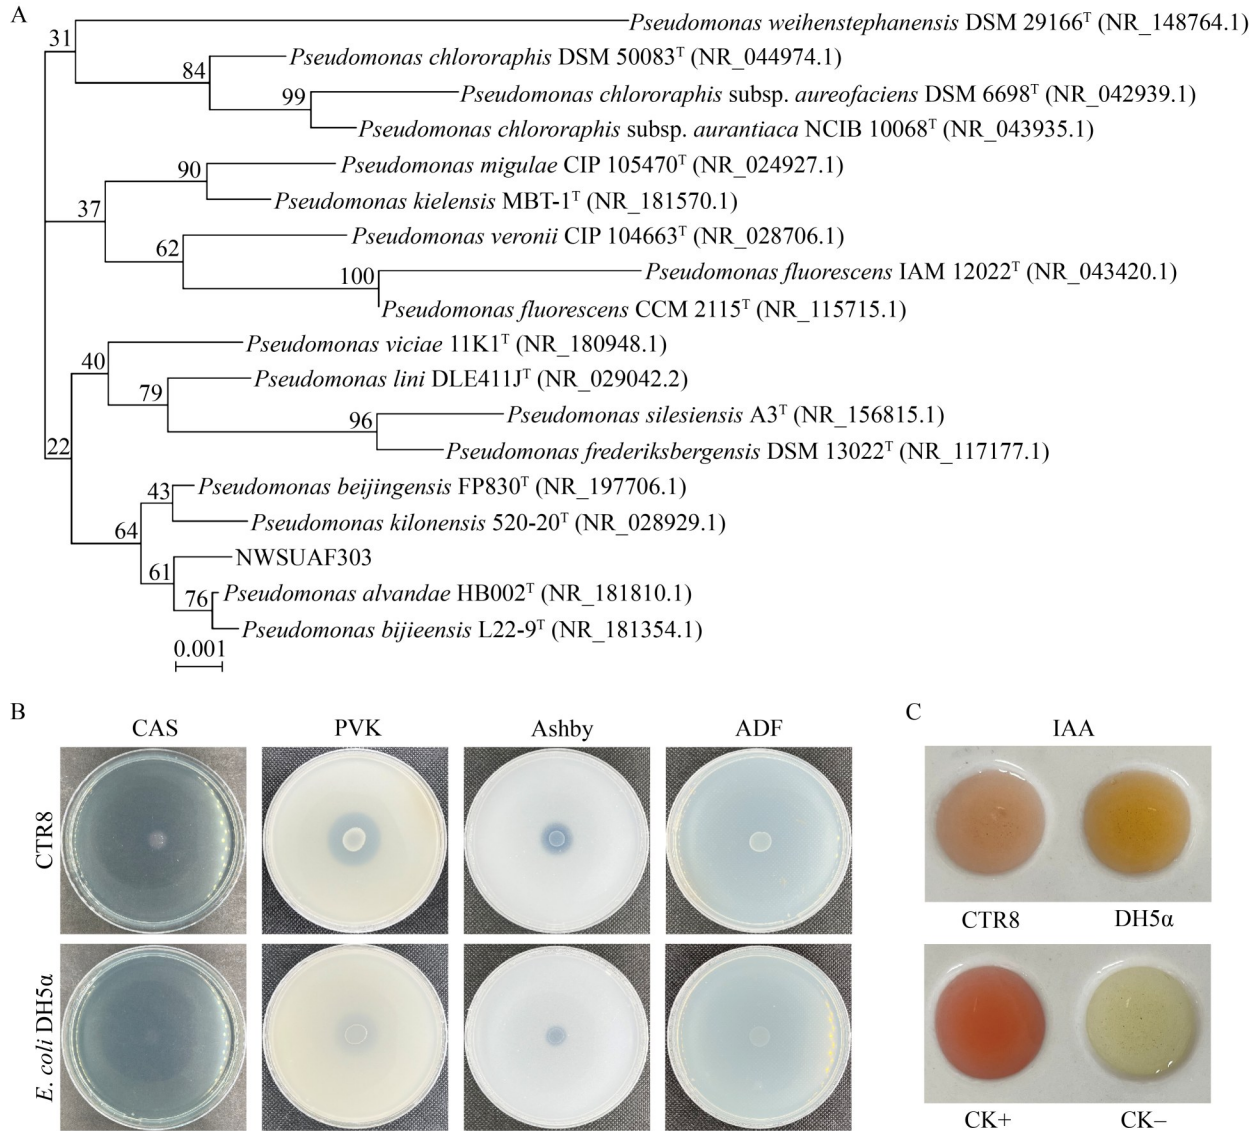 A
Pseudomonas weihenstephanensis DSM 29166ᵀ (NR_148764.1)
31
Pseudomonas chlororaphis DSM 50083ᵀ (NR_044974.1)
84
99
Pseudomonas chlororaphis subsp. aureofaciens DSM 6698ᵀ (NR_042939.1)
Pseudomonas chlororaphis subsp. aurantiaca NCIB 10068ᵀ (NR_043935.1)
90
Pseudomonas migulae CIP 105470ᵀ (NR_024927.1)
Pseudomonas kielensis MBT-1ᵀ (NR_181570.1)
37
Pseudomonas veronii CIP 104663ᵀ (NR_028706.1)
62
100
Pseudomonas fluorescens IAM 12022ᵀ (NR_043420.1)
Pseudomonas fluorescens CCM 2115ᵀ (NR_115715.1)
Pseudomonas viciae 11K1ᵀ (NR_180948.1)
40
Pseudomonas lini DLE411Jᵀ (NR_029042.2)
79
96
Pseudomonas silesiensis A3ᵀ (NR_156815.1)
Pseudomonas frederiksbergensis DSM 13022ᵀ (NR_117177.1)
22
43
Pseudomonas beijingensis FP830ᵀ (NR_197706.1)
Pseudomonas kilonensis 520-20ᵀ (NR_028929.1)
64
NWSUAF303
61
76
Pseudomonas alvandae HB002ᵀ (NR_181810.1)
Pseudomonas bijieensis L22-9ᵀ (NR_181354.1)
0.001
B
CAS PVK Ashby ADF
CTR8
E. coli DH5α
C
IAA
CTR8 DH5α
CK+ CK–